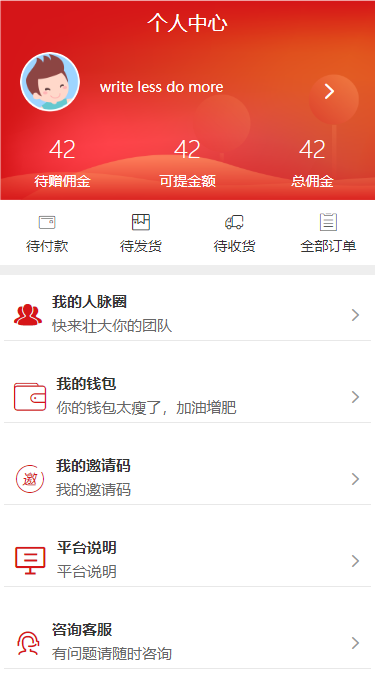 个人中心
write less do more
42 42 42
待赠佣金 可提金额 总佣金
待付款 待发货 待收货 全部订单
我的人脉圈
快来壮大你的团队
我的钱包
你的钱包太瘦了，加油增肥
邀
我的邀请码
我的邀请码
平台说明
平台说明
咨询客服
有问题请随时咨询